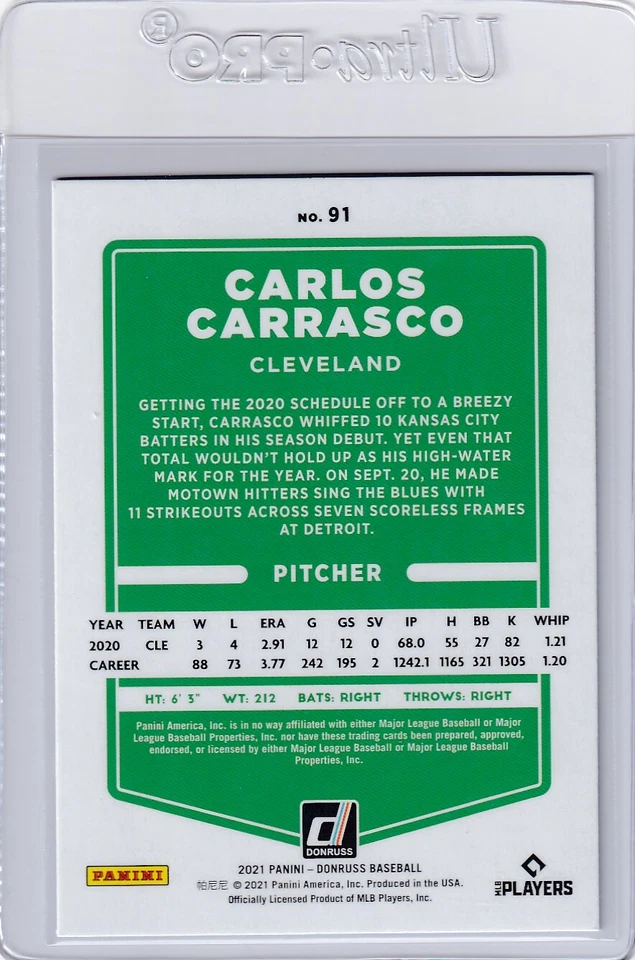 Ultra•PRO®
NO. 91
CARLOS
CARRASCO
CLEVELAND
GETTING THE 2020 SCHEDULE OFF TO A BREEZY
START, CARRASCO WHIFFED 10 KANSAS CITY
BATTERS IN HIS SEASON DEBUT. YET EVEN THAT
TOTAL WOULDN'T HOLD UP AS HIS HIGH-WATER
MARK FOR THE YEAR. ON SEPT. 20, HE MADE
MOTOWN HITTERS SING THE BLUES WITH
11 STRIKEOUTS ACROSS SEVEN SCORELESS FRAMES
AT DETROIT.
PITCHER
YEAR TEAM W L ERA G GS SV IP H BB K WHIP
2020 CLE 3 4 2.91 12 12 0 68.0 55 27 82 1.21
CAREER 88 73 3.77 242 195 2 1242.1 1165 321 1305 1.20
HT: 6' 3" WT: 212 BATS: RIGHT THROWS: RIGHT
Panini America, Inc. is in no way affiliated with either Major League Baseball or Major
League Baseball Properties, Inc. nor have these trading cards been prepared, approved,
endorsed, or licensed by either Major League Baseball or Major League Baseball
Properties, Inc.
d
DONRUSS
2021 PANINI – DONRUSS BASEBALL
PANINI
帕尼尼 © 2021 Panini America, Inc. Produced in the USA.
Officially Licensed Product of MLB Players, Inc.
MLB PLAYERS